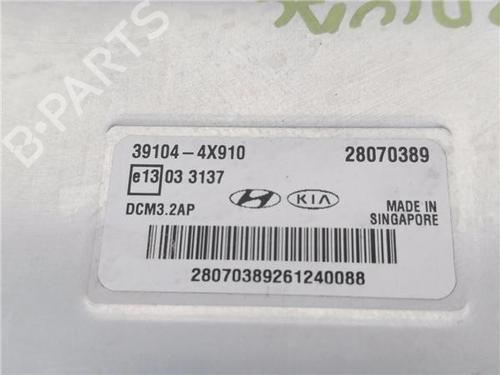 B-PARTS
39104-4X910 28070389
e13 03 3137
DCM3.2AP KIA MADE IN
SINGAPORE
28070389261240088